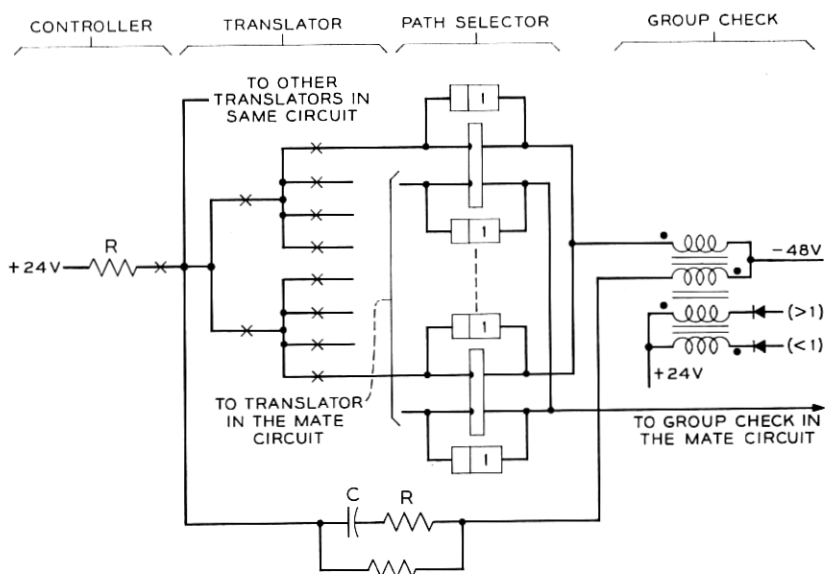 CONTROLLER
TRANSLATOR
PATH SELECTOR
GROUP CHECK
TO OTHER
TRANSLATORS IN
SAME CIRCUIT
1
1
R
+24V
-48V
(>1)
(<1)
+24V
1
TO TRANSLATOR
IN THE MATE
CIRCUIT
TO GROUP CHECK IN
THE MATE CIRCUIT
1
C
R